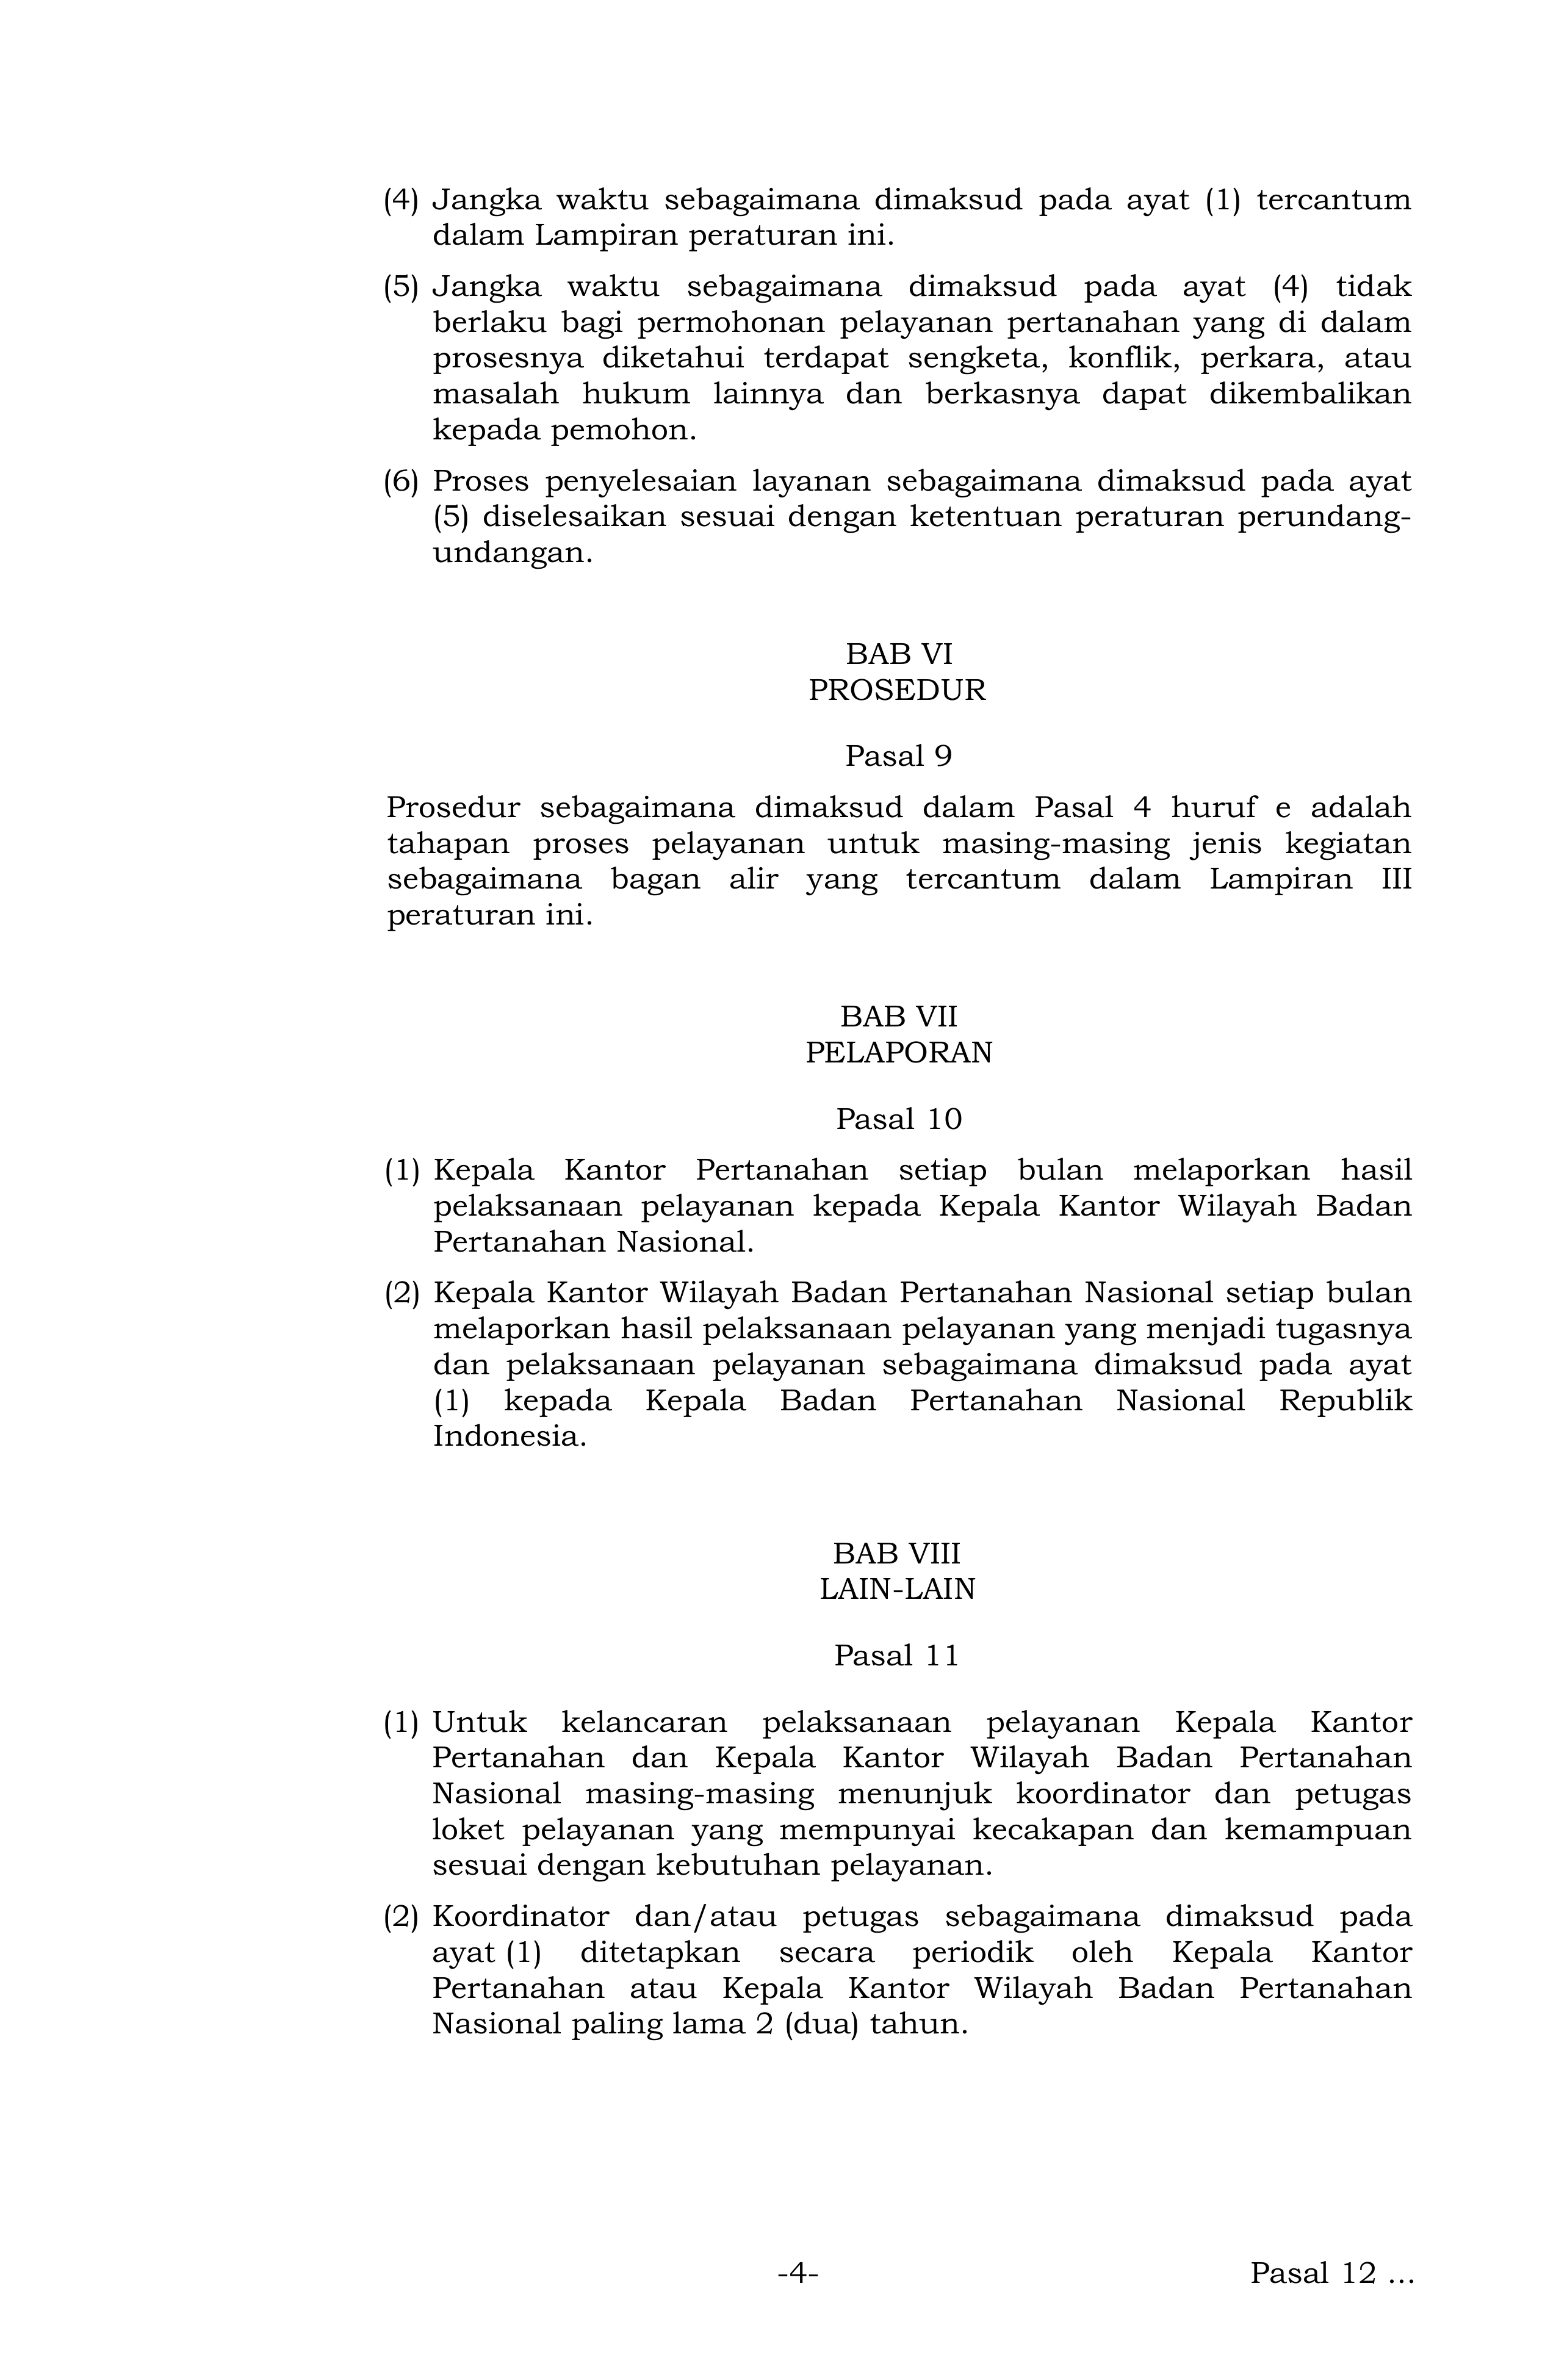 (4) Jangka waktu sebagaimana dimaksud pada ayat (1) tercantum
dalam Lampiran peraturan ini.
(5) Jangka waktu sebagaimana dimaksud pada ayat (4) tidak
berlaku bagi permohonan pelayanan pertanahan yang di dalam
prosesnya diketahui terdapat sengketa, konflik, perkara, atau
masalah hukum lainnya dan berkasnya dapat dikembalikan
kepada pemohon.
(6) Proses penyelesaian layanan sebagaimana dimaksud pada ayat
(5) diselesaikan sesuai dengan ketentuan peraturan perundang-
undangan.
BAB VI
PROSEDUR
Pasal 9
Prosedur sebagaimana dimaksud dalam Pasal 4 huruf e adalah
tahapan proses pelayanan untuk masing-masing jenis kegiatan
sebagaimana bagan alir yang tercantum dalam Lampiran III
peraturan ini.
BAB VII
PELAPORAN
Pasal 10
(1) Kepala Kantor Pertanahan setiap bulan melaporkan hasil
pelaksanaan pelayanan kepada Kepala Kantor Wilayah Badan
Pertanahan Nasional.
(2) Kepala Kantor Wilayah Badan Pertanahan Nasional setiap bulan
melaporkan hasil pelaksanaan pelayanan yang menjadi tugasnya
dan pelaksanaan pelayanan sebagaimana dimaksud pada ayat
(1) kepada Kepala Badan Pertanahan Nasional Republik
Indonesia.
BAB VIII
LAIN-LAIN
Pasal 11
(1) Untuk kelancaran pelaksanaan pelayanan Kepala Kantor
Pertanahan dan Kepala Kantor Wilayah Badan Pertanahan
Nasional masing-masing menunjuk koordinator dan petugas
loket pelayanan yang mempunyai kecakapan dan kemampuan
sesuai dengan kebutuhan pelayanan.
(2) Koordinator dan/atau petugas sebagaimana dimaksud pada
ayat (1) ditetapkan secara periodik oleh Kepala Kantor
Pertanahan atau Kepala Kantor Wilayah Badan Pertanahan
Nasional paling lama 2 (dua) tahun.
-4- Pasal 12 ...